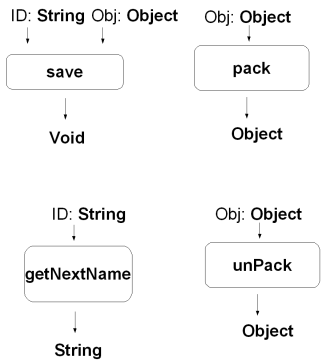 ID: String Obj: Object
save
Void
Obj: Object
pack
Object
ID: String
getNextName
String
Obj: Object
unPack
Object